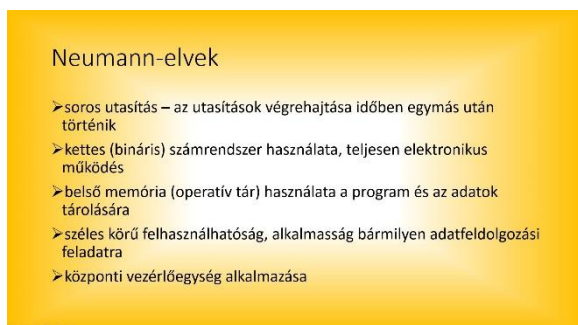 Neumann-elvek
➢soros utasítás – az utasítások végrehajtása időben egymás után
történik
➢kettes (bináris) számrendszer használata, teljesen elektronikus
működés
➢belső memória (operatív tár) használata a program és az adatok
tárolására
➢széles körű felhasználhatóság, alkalmasság bármilyen adatfeldolgozási
feladatra
➢központi vezérlőegység alkalmazása